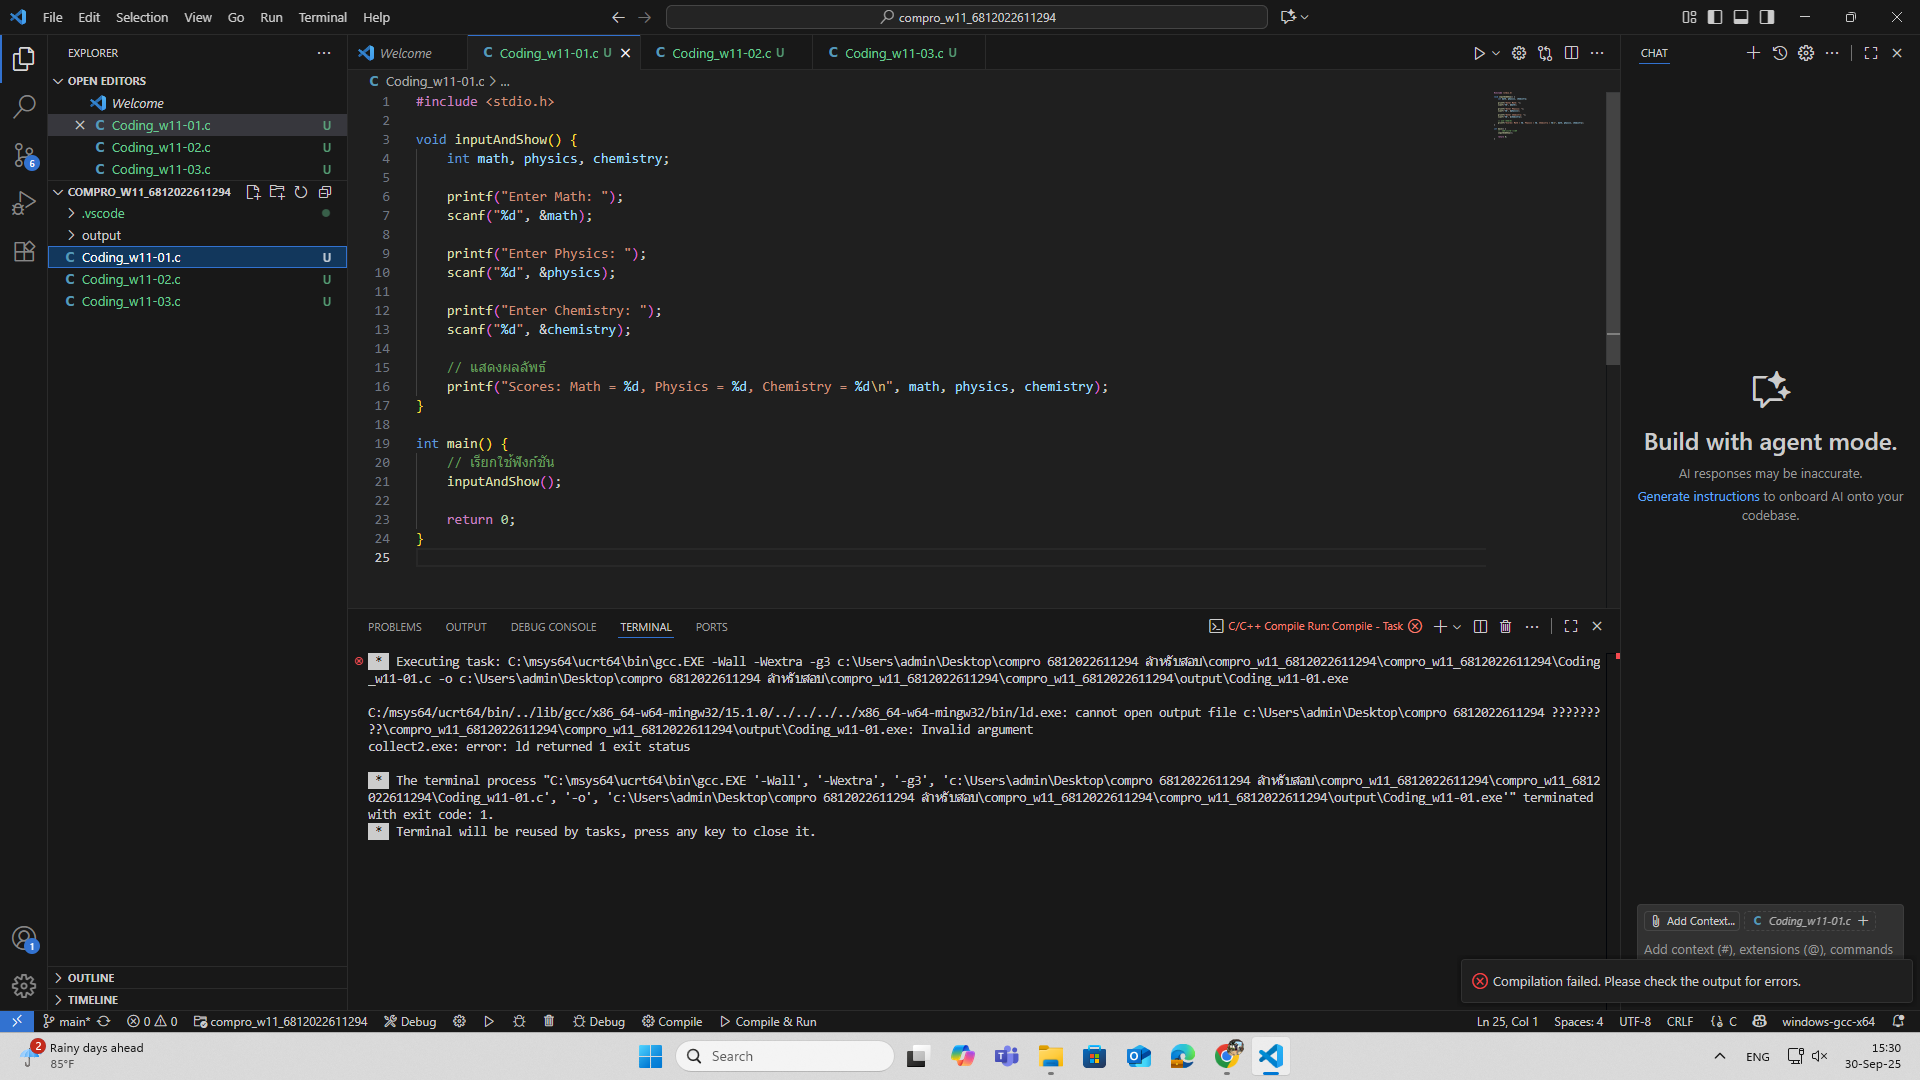 File Edit Selection View Go Run Terminal Help
compro_w11_6812022611294
EXPLORER
OPEN EDITORS
Welcome
Coding_w11-01.c U
Coding_w11-02.c U
Coding_w11-03.c U
COMPRO_W11_6812022611294
.vscode
output
Coding_w11-01.c U
Coding_w11-02.c U
Coding_w11-03.c U
OUTLINE
TIMELINE
6
1
Welcome Coding_w11-01.c U Coding_w11-02.c U Coding_w11-03.c U
Coding_w11-01.c > ...
1 #include <stdio.h>
2
3 void inputAndShow() {
4 int math, physics, chemistry;
5
6 printf("Enter Math: ");
7 scanf("%d", &math);
8
9 printf("Enter Physics: ");
10 scanf("%d", &physics);
11
12 printf("Enter Chemistry: ");
13 scanf("%d", &chemistry);
14
15 // แสดงผลลัพธ์
16 printf("Scores: Math = %d, Physics = %d, Chemistry = %d\n", math, physics, chemistry);
17 }
18
19 int main() {
20 // เรียกใช้ฟังก์ชัน
21 inputAndShow();
22
23 return 0;
24 }
25
PROBLEMS OUTPUT DEBUG CONSOLE TERMINAL PORTS
C/C++ Compile Run: Compile - Task
* Executing task: C:\msys64\ucrt64\bin\gcc.EXE -Wall -Wextra -g3 c:\Users\admin\Desktop\compro 6812022611294 สำหรับสอบ\compro_w11_6812022611294\compro_w11_6812022611294\Coding
_w11-01.c -o c:\Users\admin\Desktop\compro 6812022611294 สำหรับสอบ\compro_w11_6812022611294\compro_w11_6812022611294\output\Coding_w11-01.exe
C:/msys64/ucrt64/bin/../lib/gcc/x86_64-w64-mingw32/15.1.0/../../../../x86_64-w64-mingw32/bin/ld.exe: cannot open output file c:\Users\admin\Desktop\compro 6812022611294 ???????
??\compro_w11_6812022611294\compro_w11_6812022611294\output\Coding_w11-01.exe: Invalid argument
collect2.exe: error: ld returned 1 exit status
* The terminal process "C:\msys64\ucrt64\bin\gcc.EXE '-Wall', '-Wextra', '-g3', 'c:\Users\admin\Desktop\compro 6812022611294 สำหรับสอบ\compro_w11_6812022611294\compro_w11_6812
022611294\Coding_w11-01.c', '-o', 'c:\Users\admin\Desktop\compro 6812022611294 สำหรับสอบ\compro_w11_6812022611294\compro_w11_6812022611294\output\Coding_w11-01.exe'" terminated
with exit code: 1.
* Terminal will be reused by tasks, press any key to close it.
CHAT
Build with agent mode.
AI responses may be inaccurate.
Generate instructions to onboard AI onto your
codebase.
Add Context... C Coding_w11-01.c +
Add context (#), extensions (@), commands
Compilation failed. Please check the output for errors.
main* 0 0 compro_w11_6812022611294 Debug Debug Compile Compile & Run
Ln 25, Col 1 Spaces: 4 UTF-8 CRLF {} C windows-gcc-x64
2
Rainy days ahead
85°F
Search
ENG
15:30
30-Sep-25